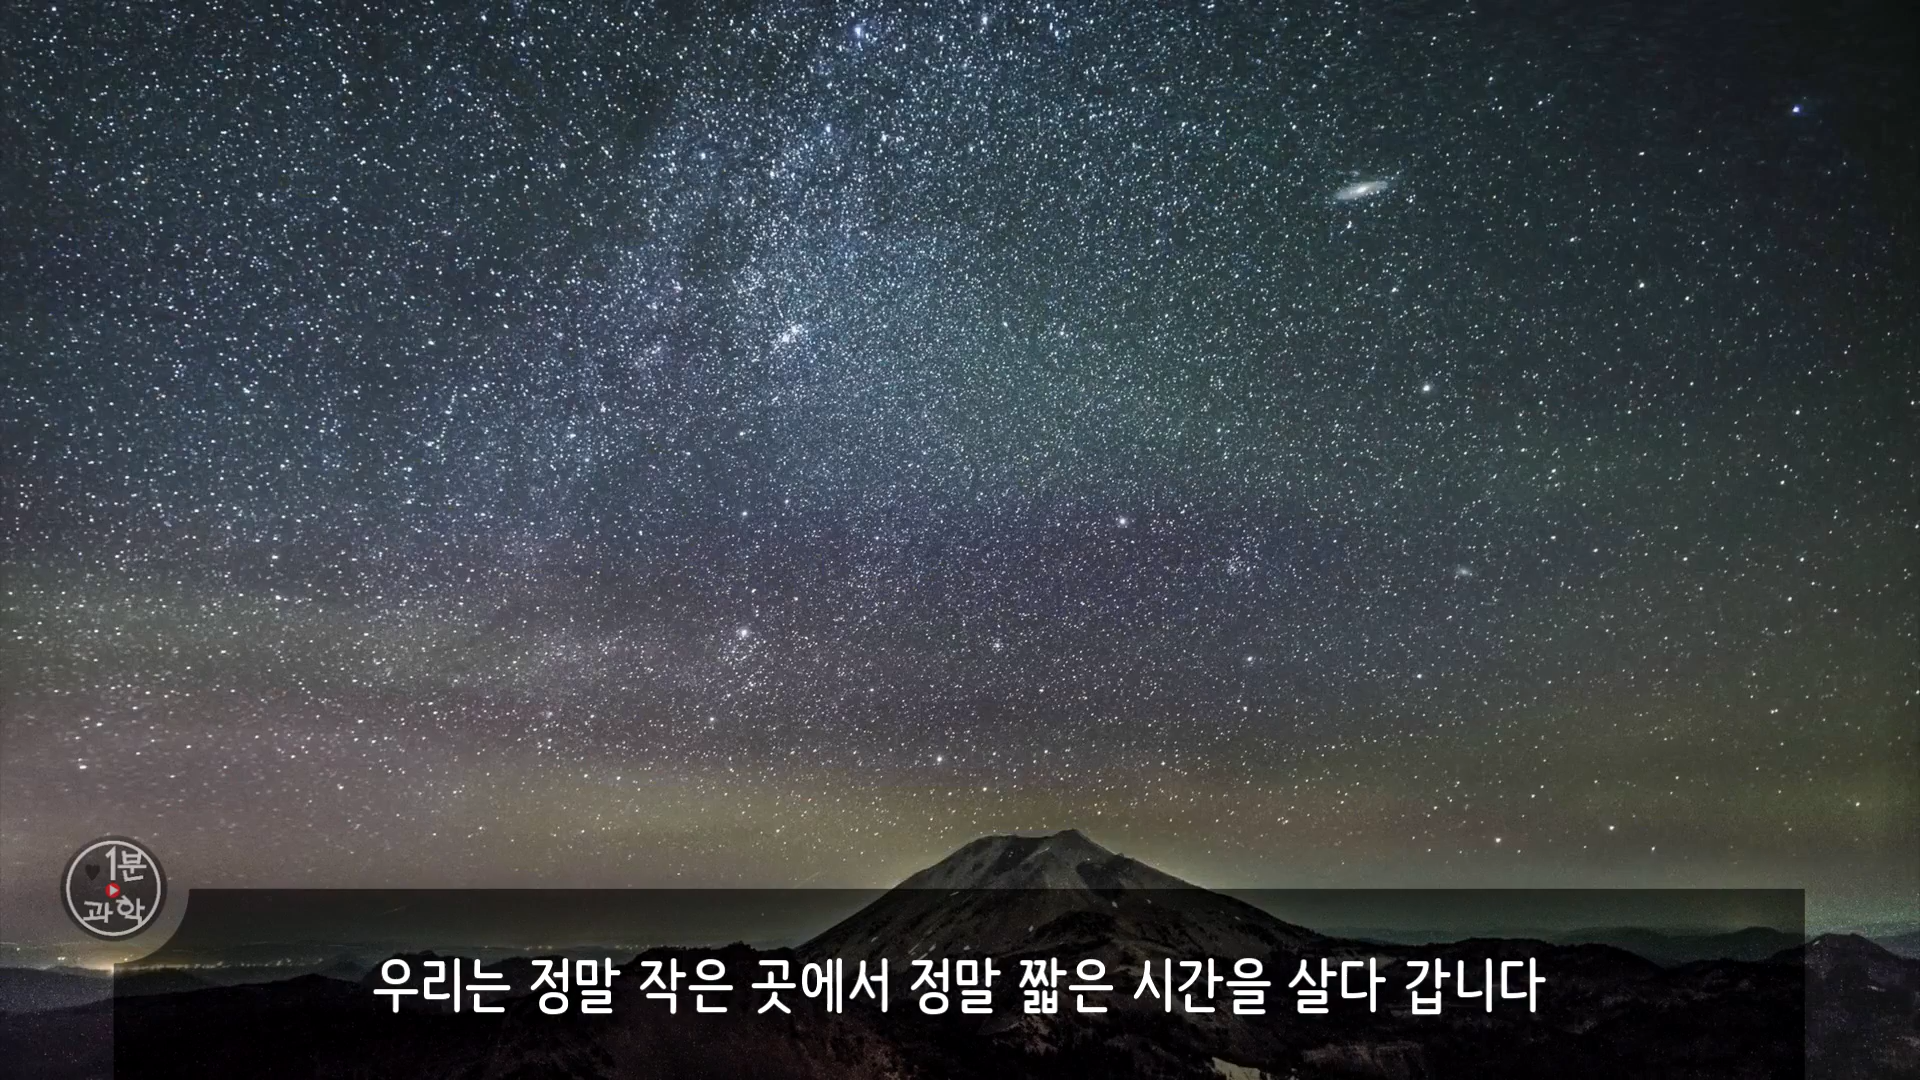 1분
과학
우리는 정말 작은 곳에서 정말 짧은 시간을 살다 갑니다